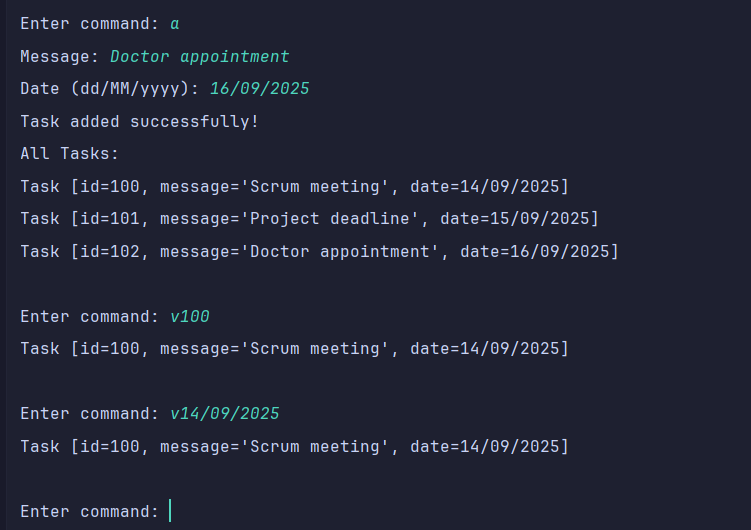 Enter command: a
Message: Doctor appointment
Date (dd/MM/yyyy): 16/09/2025
Task added successfully!
All Tasks:
Task [id=100, message='Scrum meeting', date=14/09/2025]
Task [id=101, message='Project deadline', date=15/09/2025]
Task [id=102, message='Doctor appointment', date=16/09/2025]
Enter command: v100
Task [id=100, message='Scrum meeting', date=14/09/2025]
Enter command: v14/09/2025
Task [id=100, message='Scrum meeting', date=14/09/2025]
Enter command: